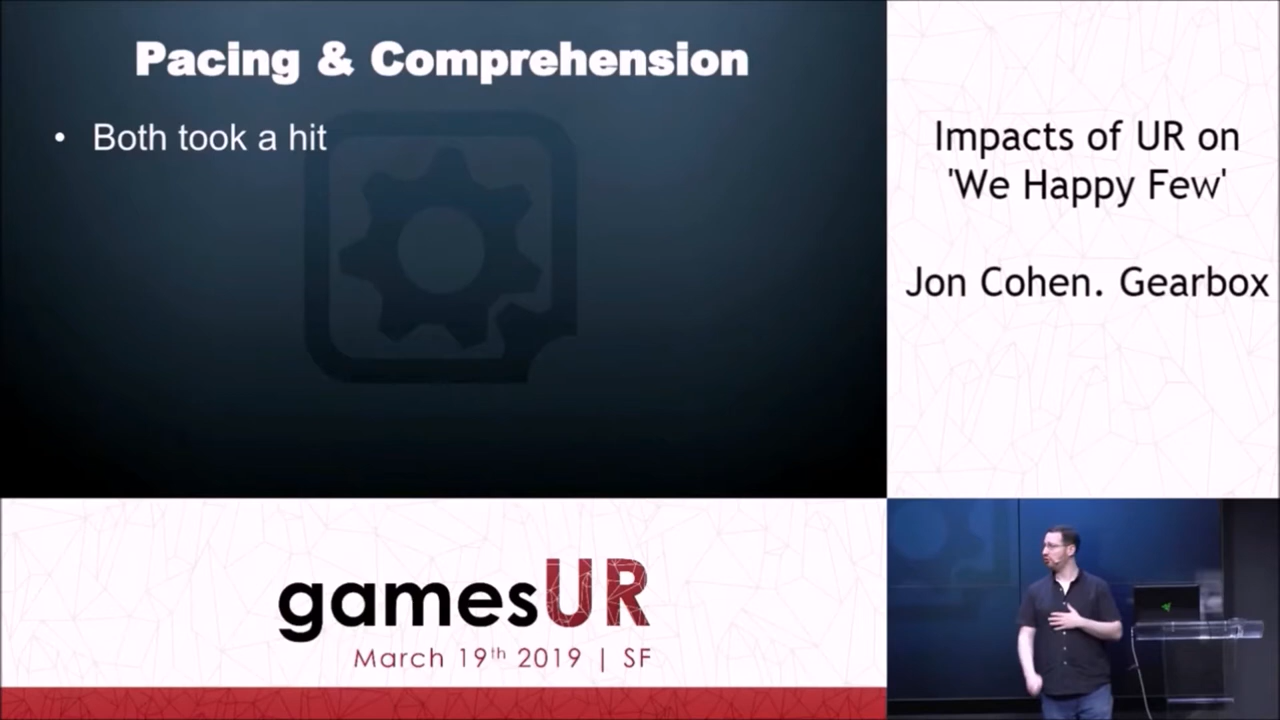 Pacing & Comprehension
• Both took a hit
Impacts of UR on
'We Happy Few'
Jon Cohen. Gearbox
gamesUR
March 19th 2019 | SF